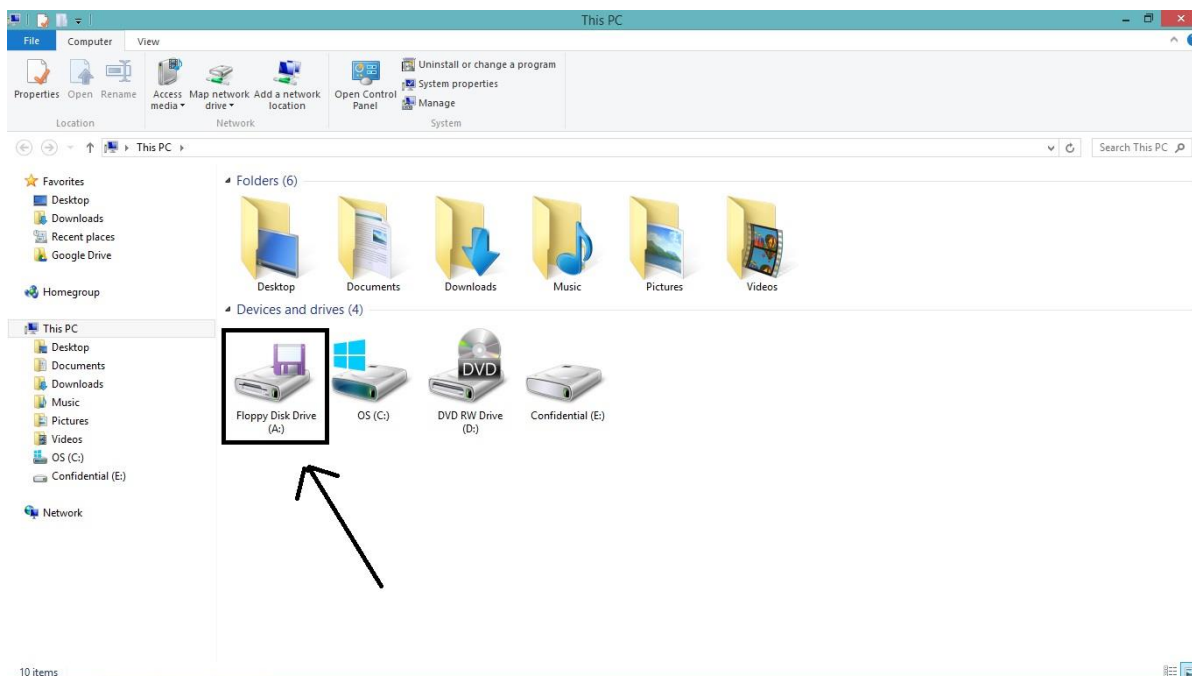 This PC
File Computer View
Properties Open Rename Access media Map network drive Add a network location Open Control Panel
Uninstall or change a program
System properties
Manage
Location Network System
This PC
Search This PC
Favorites
Desktop
Downloads
Recent places
Google Drive
Homegroup
This PC
Desktop
Documents
Downloads
Music
Pictures
Videos
OS (C:)
Confidential (E:)
Network
Folders (6)
Desktop Documents Downloads Music Pictures Videos
Devices and drives (4)
DVD
Floppy Disk Drive (A:)
OS (C:)
DVD RW Drive (D:)
Confidential (E:)
10 items